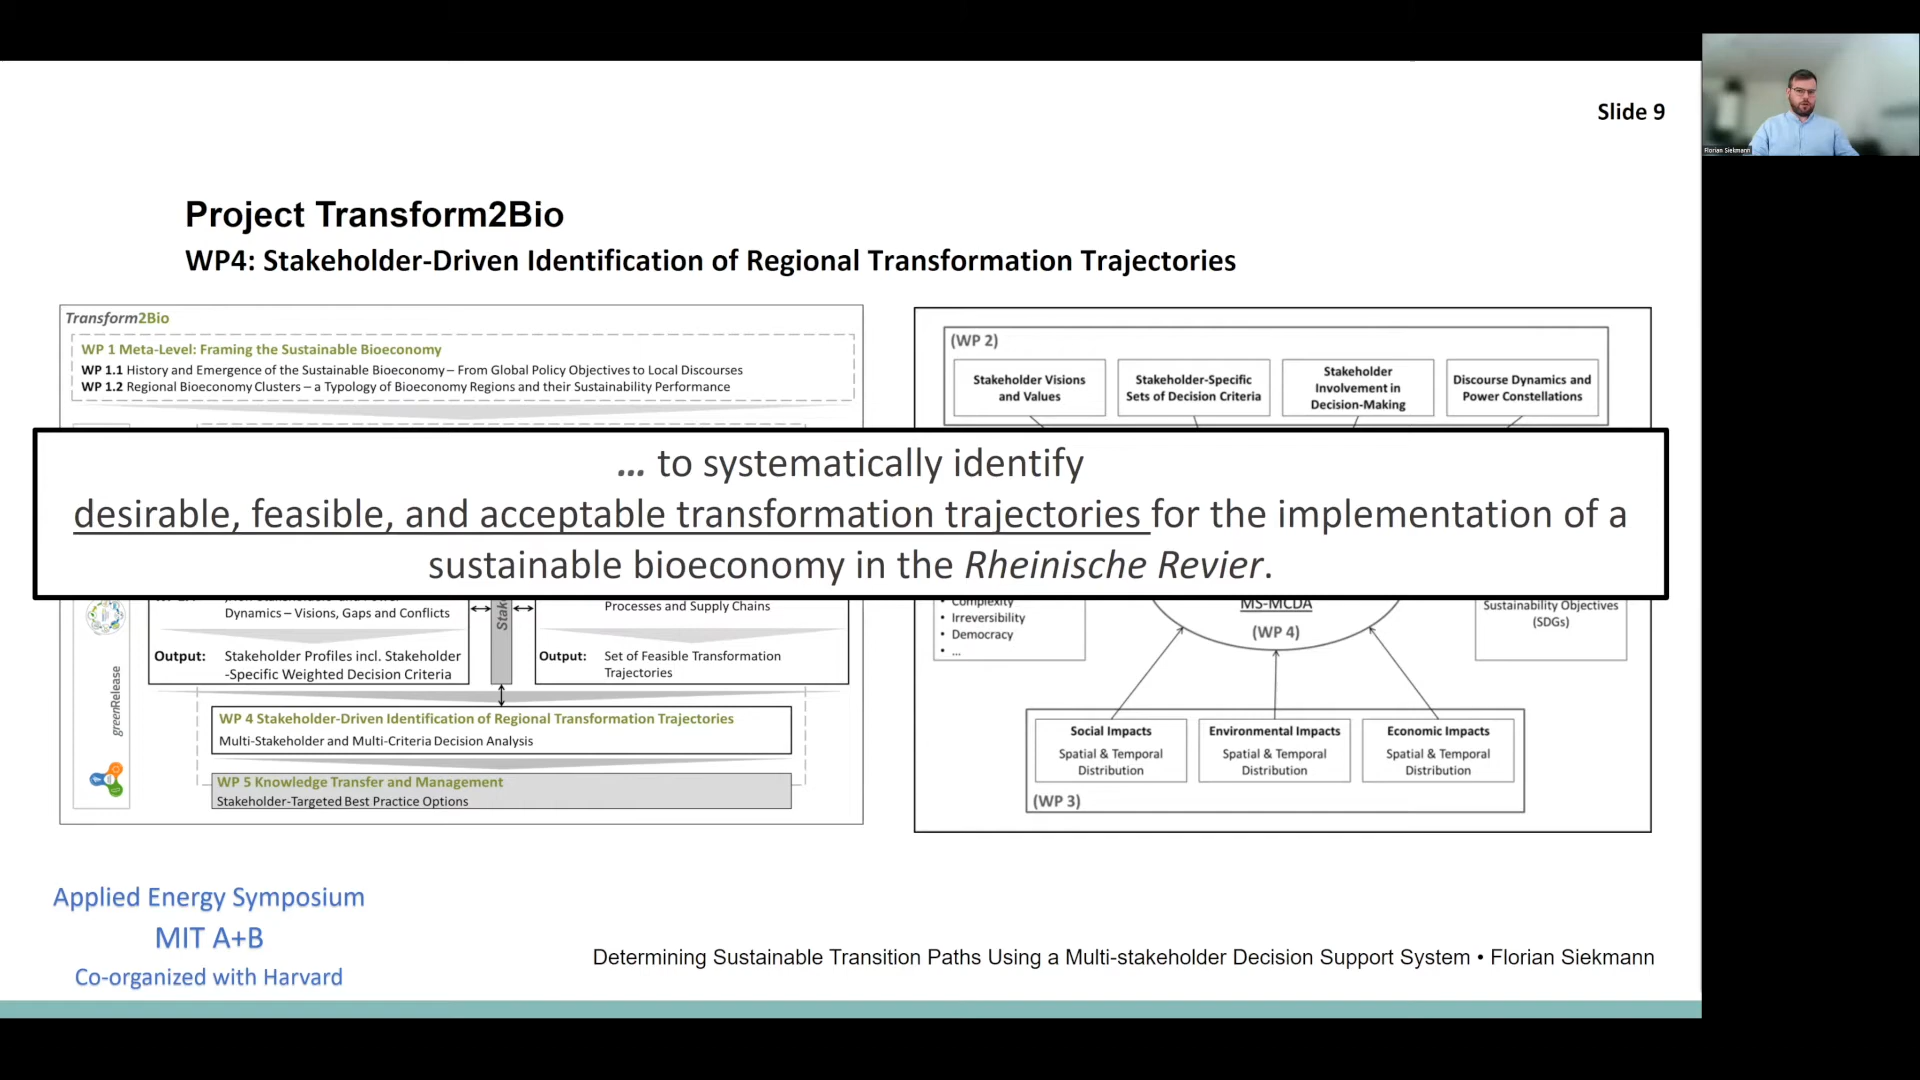 Slide 9
Florian Siekmann
Project Transform2Bio
WP4: Stakeholder-Driven Identification of Regional Transformation Trajectories
Transform2Bio
WP 1 Meta-Level: Framing the Sustainable Bioeconomy
WP 1.1 History and Emergence of the Sustainable Bioeconomy – From Global Policy Objectives to Local Discourses
WP 1.2 Regional Bioeconomy Clusters – a Typology of Bioeconomy Regions and their Sustainability Performance
(WP 2)
Stakeholder Visions
and Values
Stakeholder-Specific
Sets of Decision Criteria
Stakeholder
Involvement in
Decision-Making
Discourse Dynamics and
Power Constellations
... to systematically identify
desirable, feasible, and acceptable transformation trajectories for the implementation of a
sustainable bioeconomy in the Rheinische Revier.
Dynamics – Visions, Gaps and Conflicts
Output: Stakeholder Profiles incl. Stakeholder
-Specific Weighted Decision Criteria
Processes and Supply Chains
Output: Set of Feasible Transformation
Trajectories
greenRelease
WP 4 Stakeholder-Driven Identification of Regional Transformation Trajectories
Multi-Stakeholder and Multi-Criteria Decision Analysis
WP 5 Knowledge Transfer and Management
Stakeholder-Targeted Best Practice Options
• Complexity
• Irreversibility
• Democracy
• ...
MS-MCDA
(WP 4)
Sustainability Objectives
(SDGs)
Social Impacts
Spatial & Temporal
Distribution
Environmental Impacts
Spatial & Temporal
Distribution
Economic Impacts
Spatial & Temporal
Distribution
(WP 3)
Applied Energy Symposium
MIT A+B
Co-organized with Harvard
Determining Sustainable Transition Paths Using a Multi-stakeholder Decision Support System • Florian Siekmann